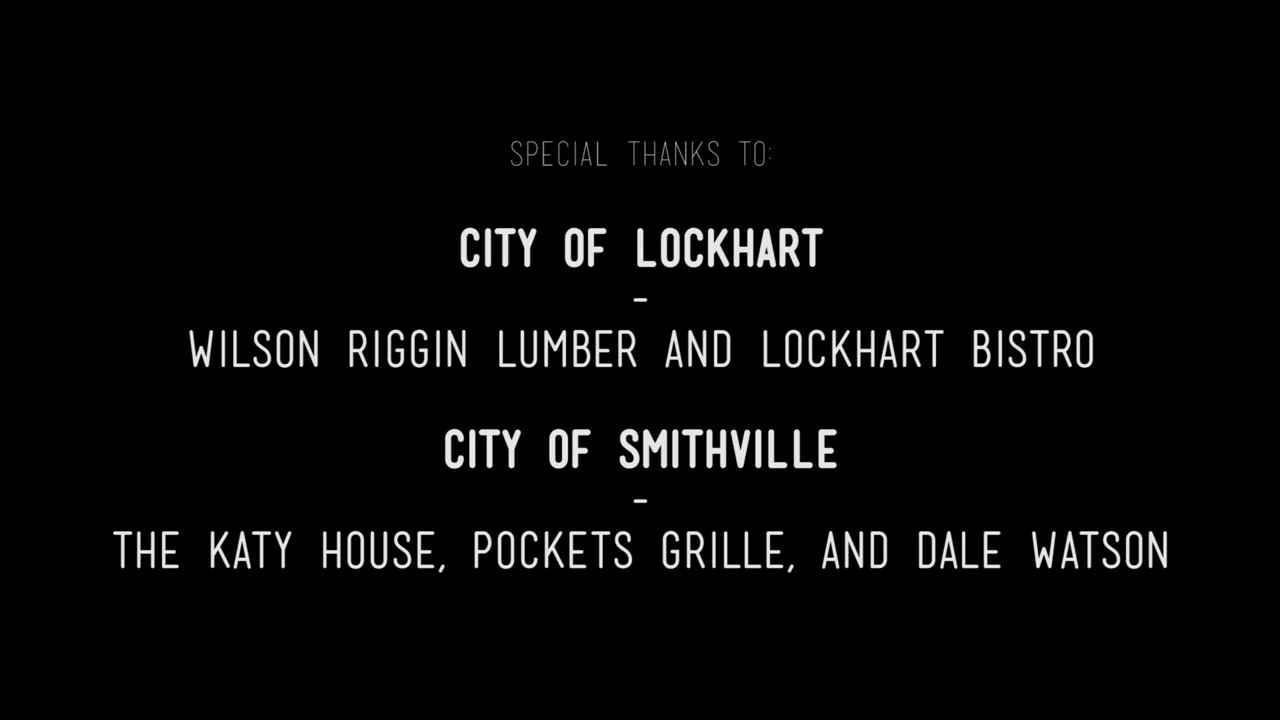 SPECIAL THANKS TO:
CITY OF LOCKHART
-
WILSON RIGGIN LUMBER AND LOCKHART BISTRO
CITY OF SMITHVILLE
-
THE KATY HOUSE, POCKETS GRILLE, AND DALE WATSON